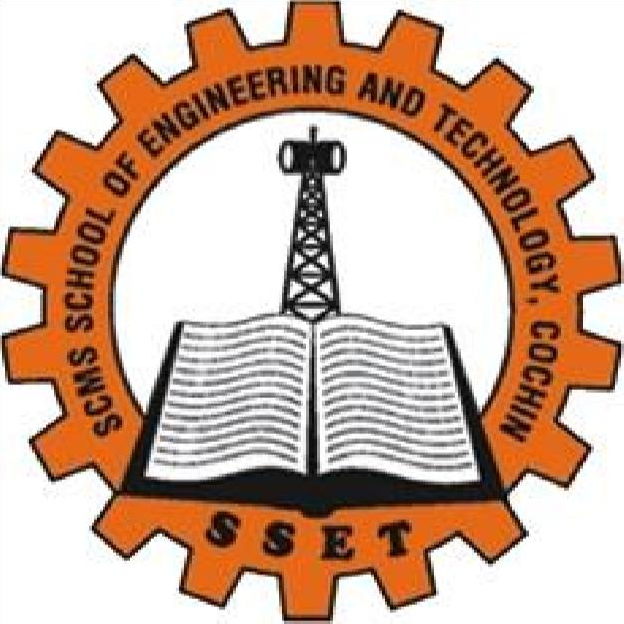 SCMS SCHOOL OF ENGINEERING AND TECHNOLOGY, COCHIN
SSET